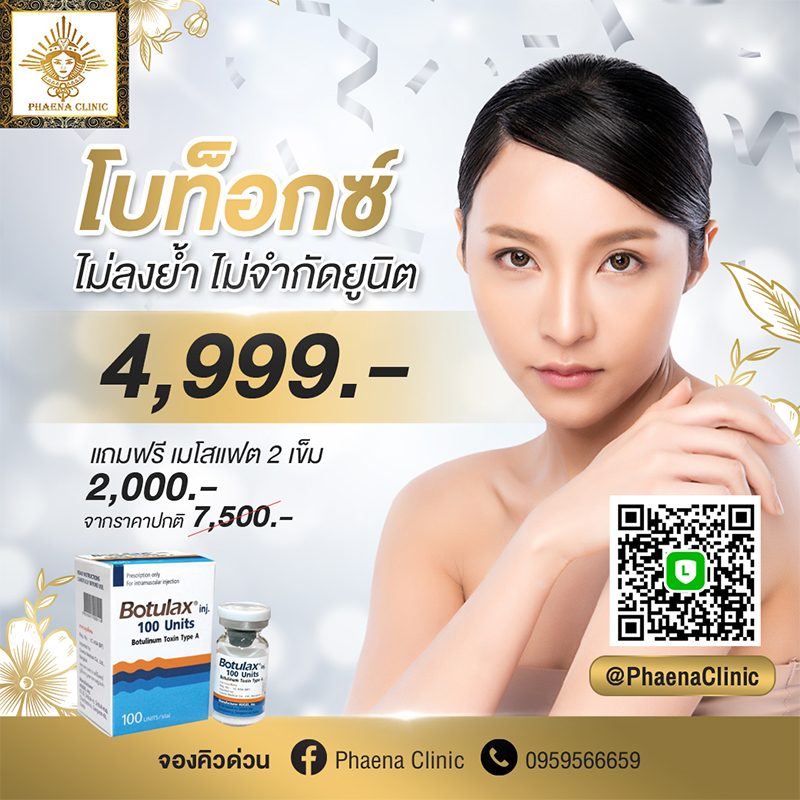 PHAENA CLINIC
โบท็อกซ์
ไม่ลงย้ำ ไม่จำกัดยูนิต
4,999.-
แถมฟรี เมโสแฟต 2 เข็ม
2,000.-
จากราคาปกติ 7,500.-
Prescription only
For intramuscular injection
Botulax® inj.
100 Units
Botulinum Toxin Type A
100 UNITS/Vial
Botulax® inj.
100 Units
Botulinum Toxin Type A
L
@PhaenaClinic
จองคิวด่วน Phaena Clinic 0959566659